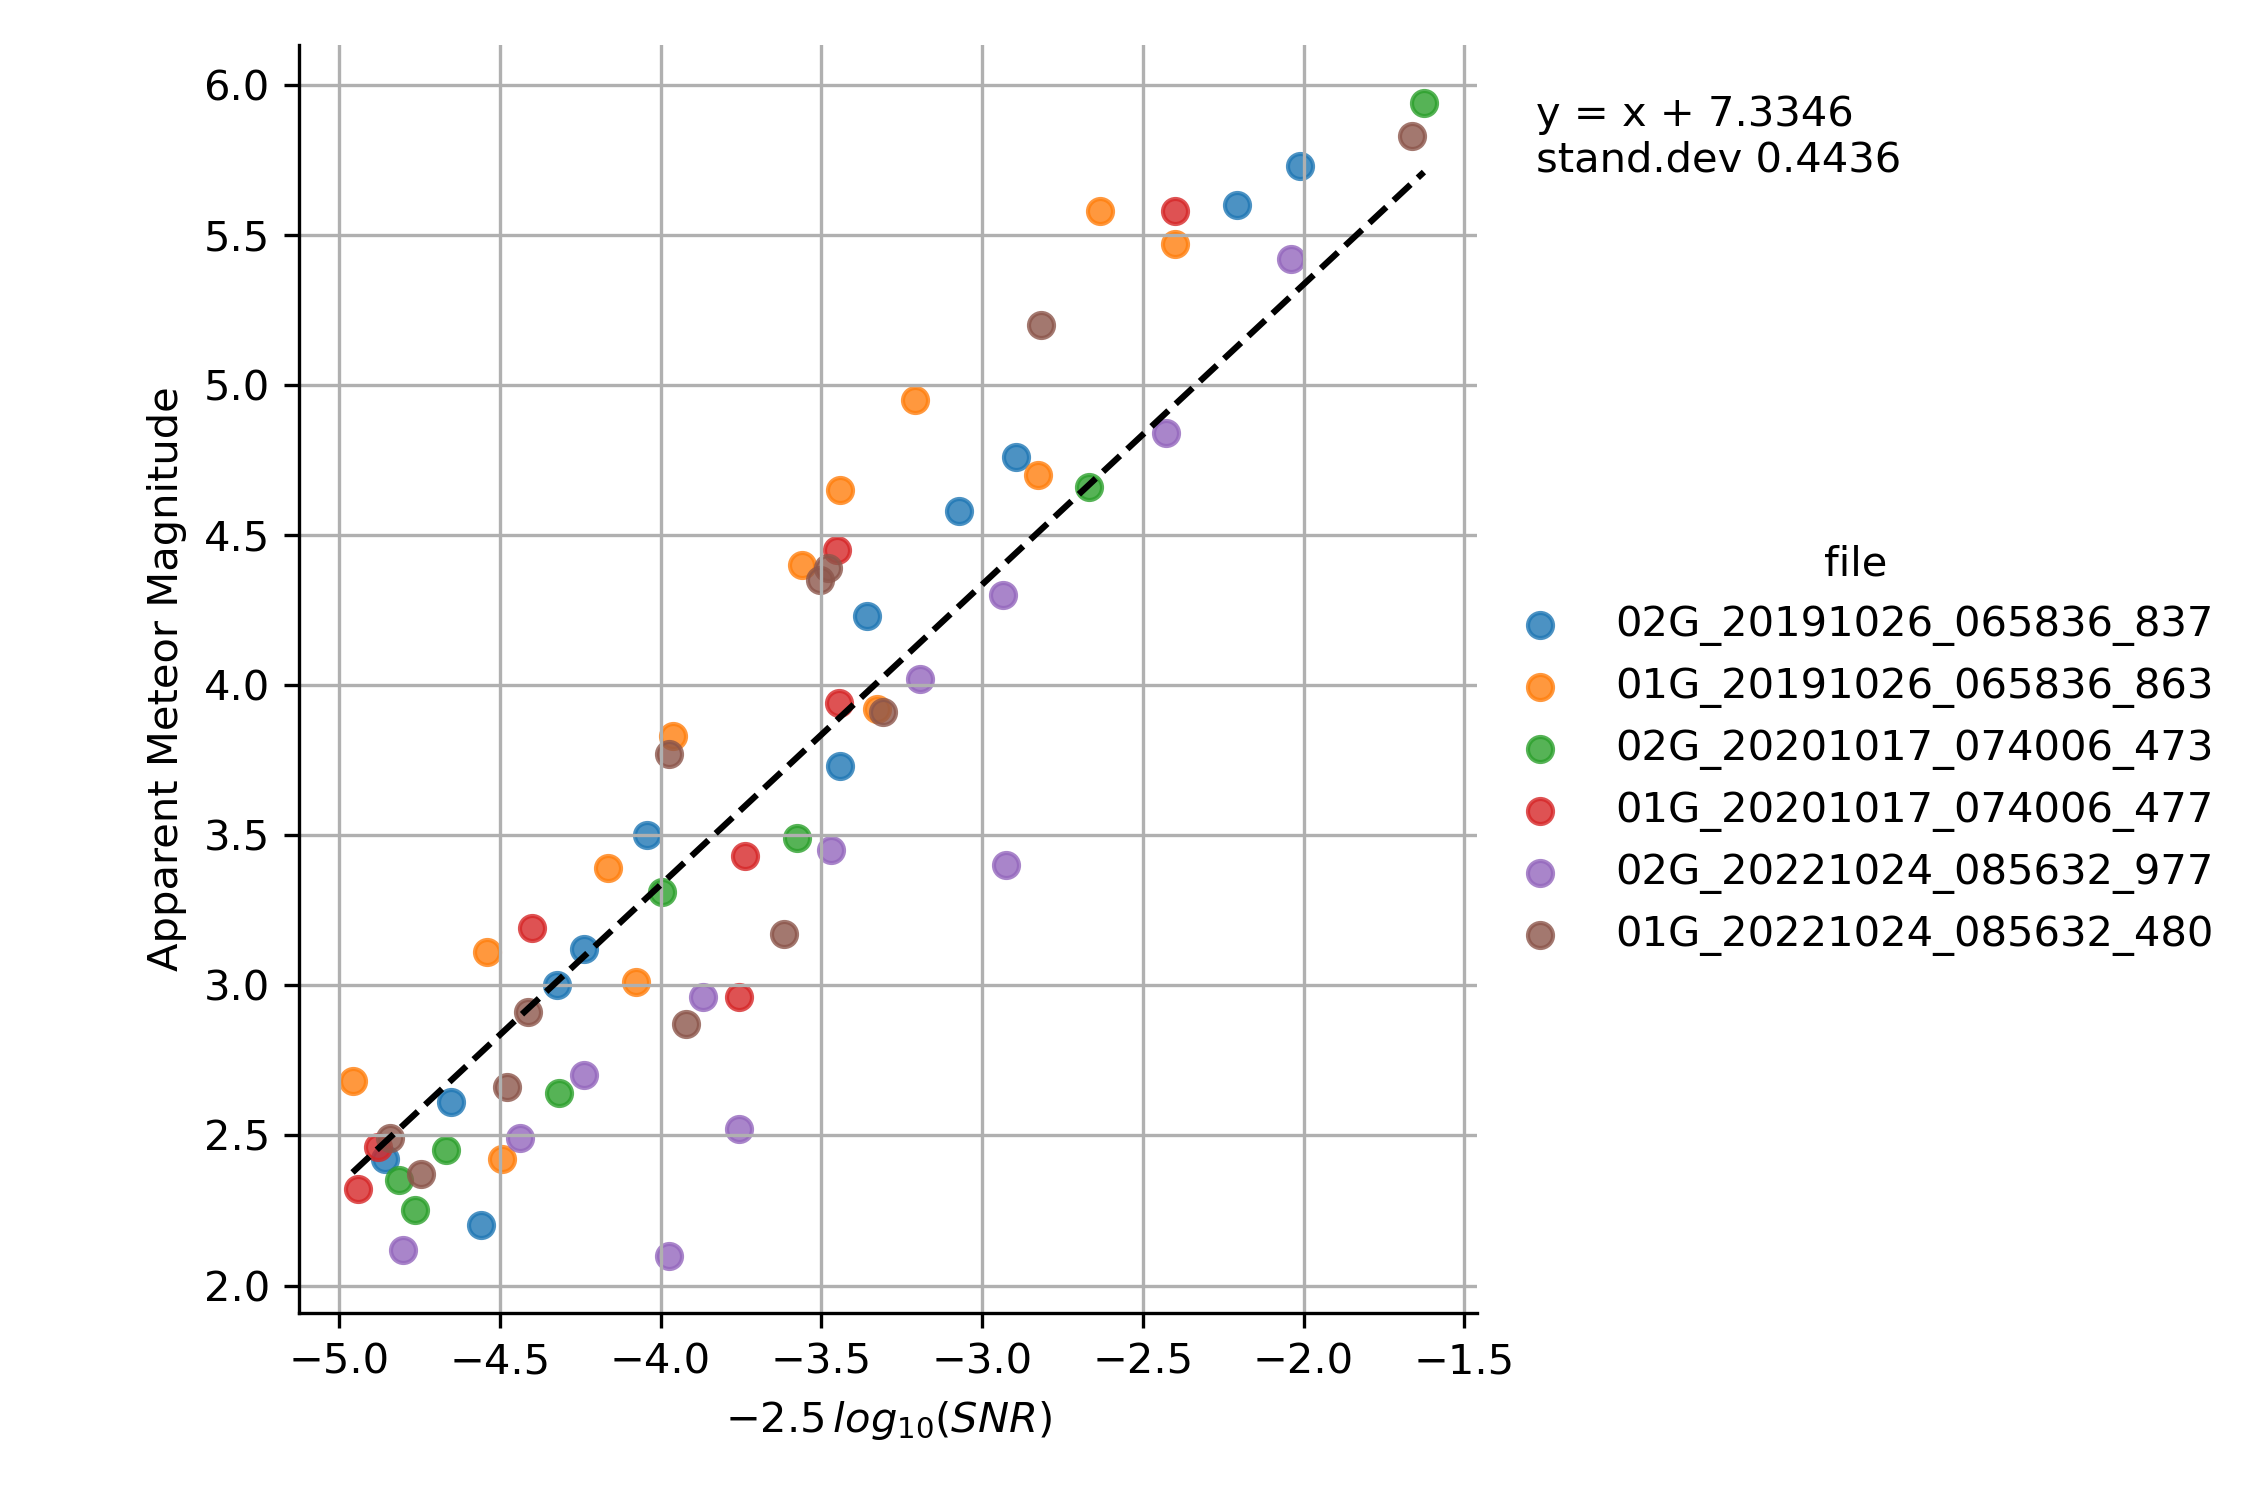 y = x + 7.3346
stand.dev 0.4436
Apparent Meteor Magnitude
6.0
5.5
5.0
4.5
4.0
3.5
3.0
2.5
2.0
−5.0 −4.5 −4.0 −3.5 −3.0 −2.5 −2.0 −1.5
−2.5 log₁₀(SNR)
file
02G_20191026_065836_837
01G_20191026_065836_863
02G_20201017_074006_473
01G_20201017_074006_477
02G_20221024_085632_977
01G_20221024_085632_480